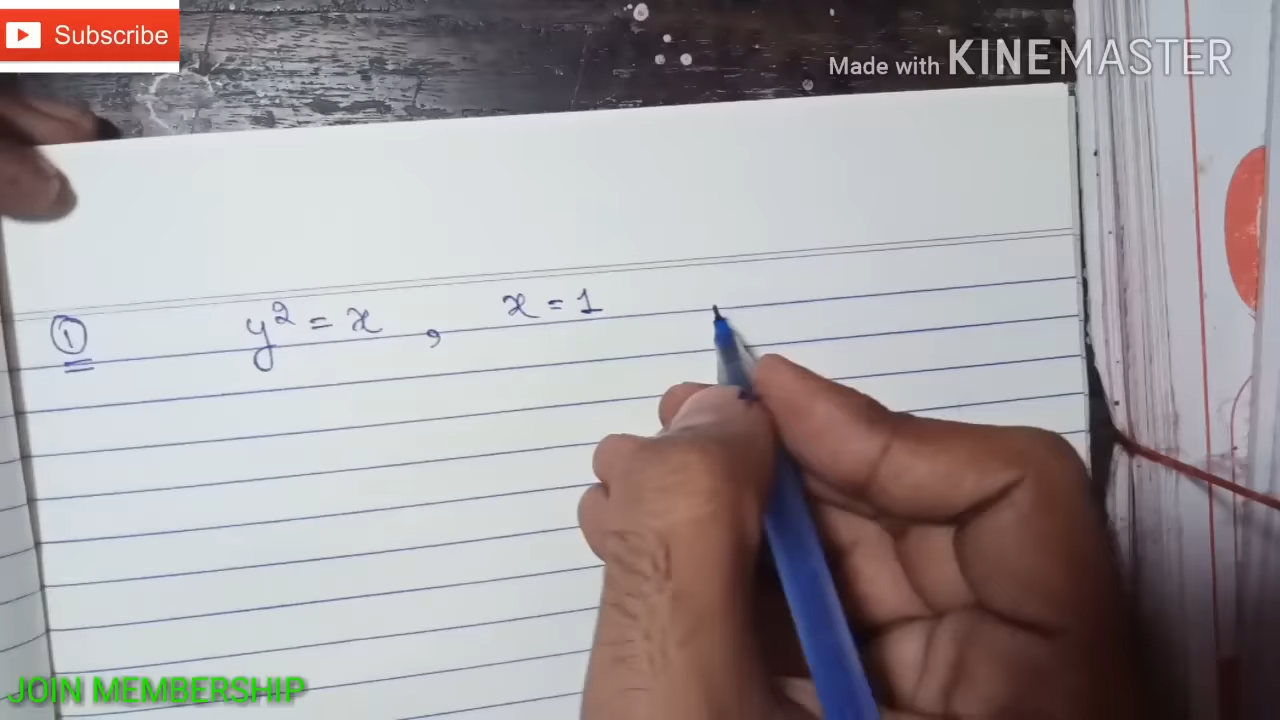 Subscribe
Made with KINEMASTER
① y² = x , x = 1
JOIN MEMBERSHIP